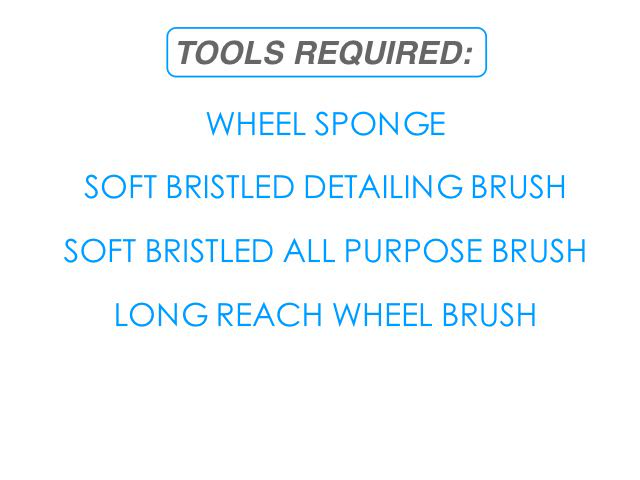 TOOLS REQUIRED:
WHEEL SPONGE
SOFT BRISTLED DETAILING BRUSH
SOFT BRISTLED ALL PURPOSE BRUSH
LONG REACH WHEEL BRUSH